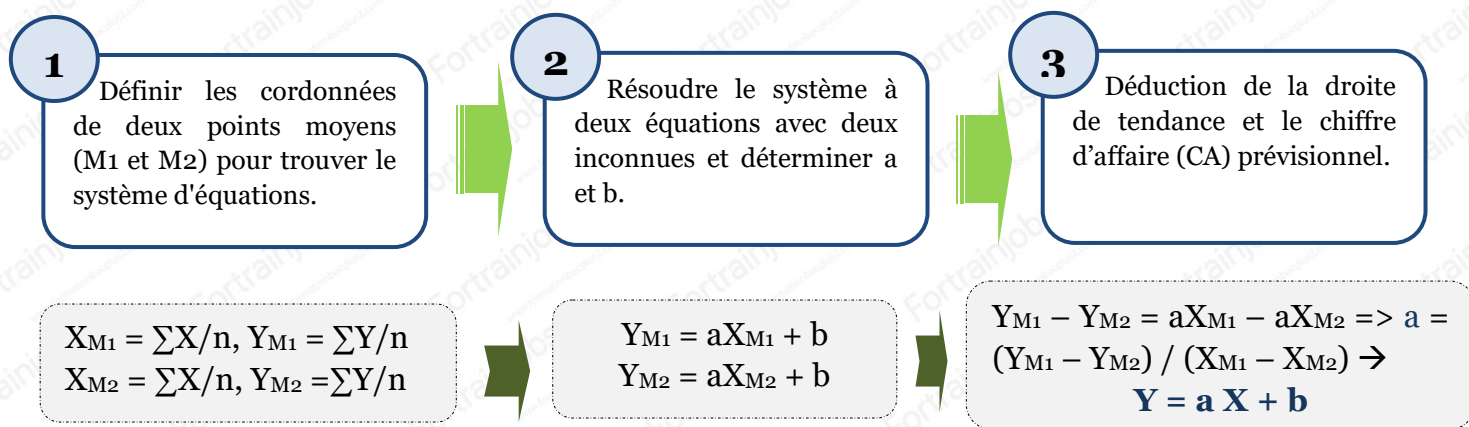 1
Définir les cordonnées
de deux points moyens
(M1 et M2) pour trouver le
système d'équations.
2
Résoudre le système à
deux équations avec deux
inconnues et déterminer a
et b.
3
Déduction de la droite
de tendance et le chiffre
d'affaire (CA) prévisionnel.
XM1 = ∑X/n, YM1 = ∑Y/n
XM2 = ∑X/n, YM2 =∑Y/n
YM1 = aXM1 + b
YM2 = aXM2 + b
YM1 – YM2 = aXM1 – aXM2 => a =
(YM1 – YM2) / (XM1 – XM2) →
Y = a X + b